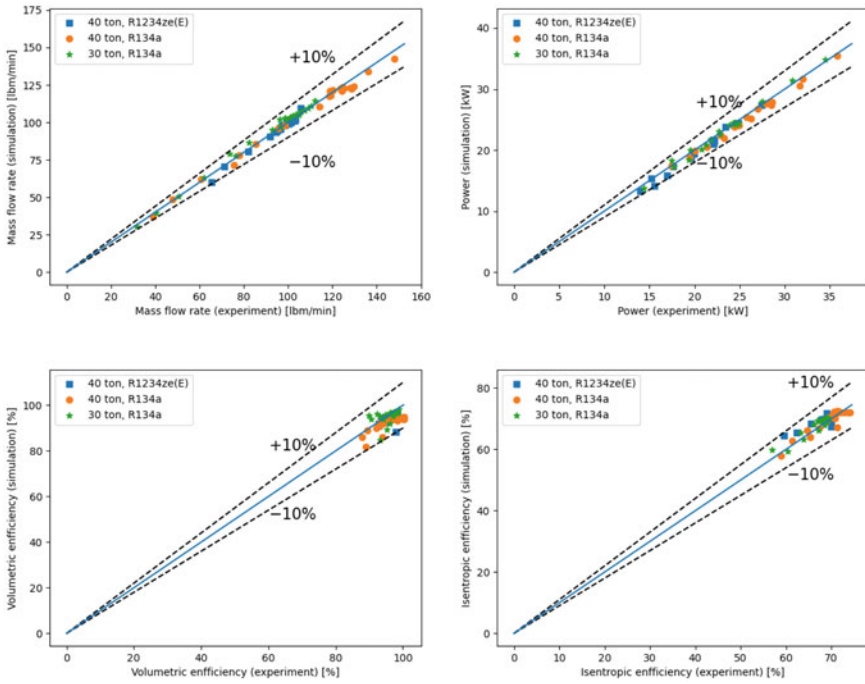 175
150
125
100
75
50
25
0
Mass flow rate (simulation) [lbm/min]
40 ton, R1234ze(E)
40 ton, R134a
30 ton, R134a
+10%
−10%
0 20 40 60 80 100 120 140 160
Mass flow rate (experiment) [lbm/min]
40
30
20
10
0
Power (simulation) [kW]
40 ton, R1234ze(E)
40 ton, R134a
30 ton, R134a
+10%
−10%
0 5 10 15 20 25 30 35
Power (experiment) [kW]
100
80
60
40
20
0
Volumetric enfficiency (simulation) [%]
40 ton, R1234ze(E)
40 ton, R134a
30 ton, R134a
+10%
−10%
0 20 40 60 80 100
Volumetric enfficiency (experiment) [%]
80
60
40
20
0
Isentropic enfficiency (simulation) [%]
40 ton, R1234ze(E)
40 ton, R134a
30 ton, R134a
+10%
−10%
0 10 20 30 40 50 60 70
Isentropic enfficiency (experiment) [%]